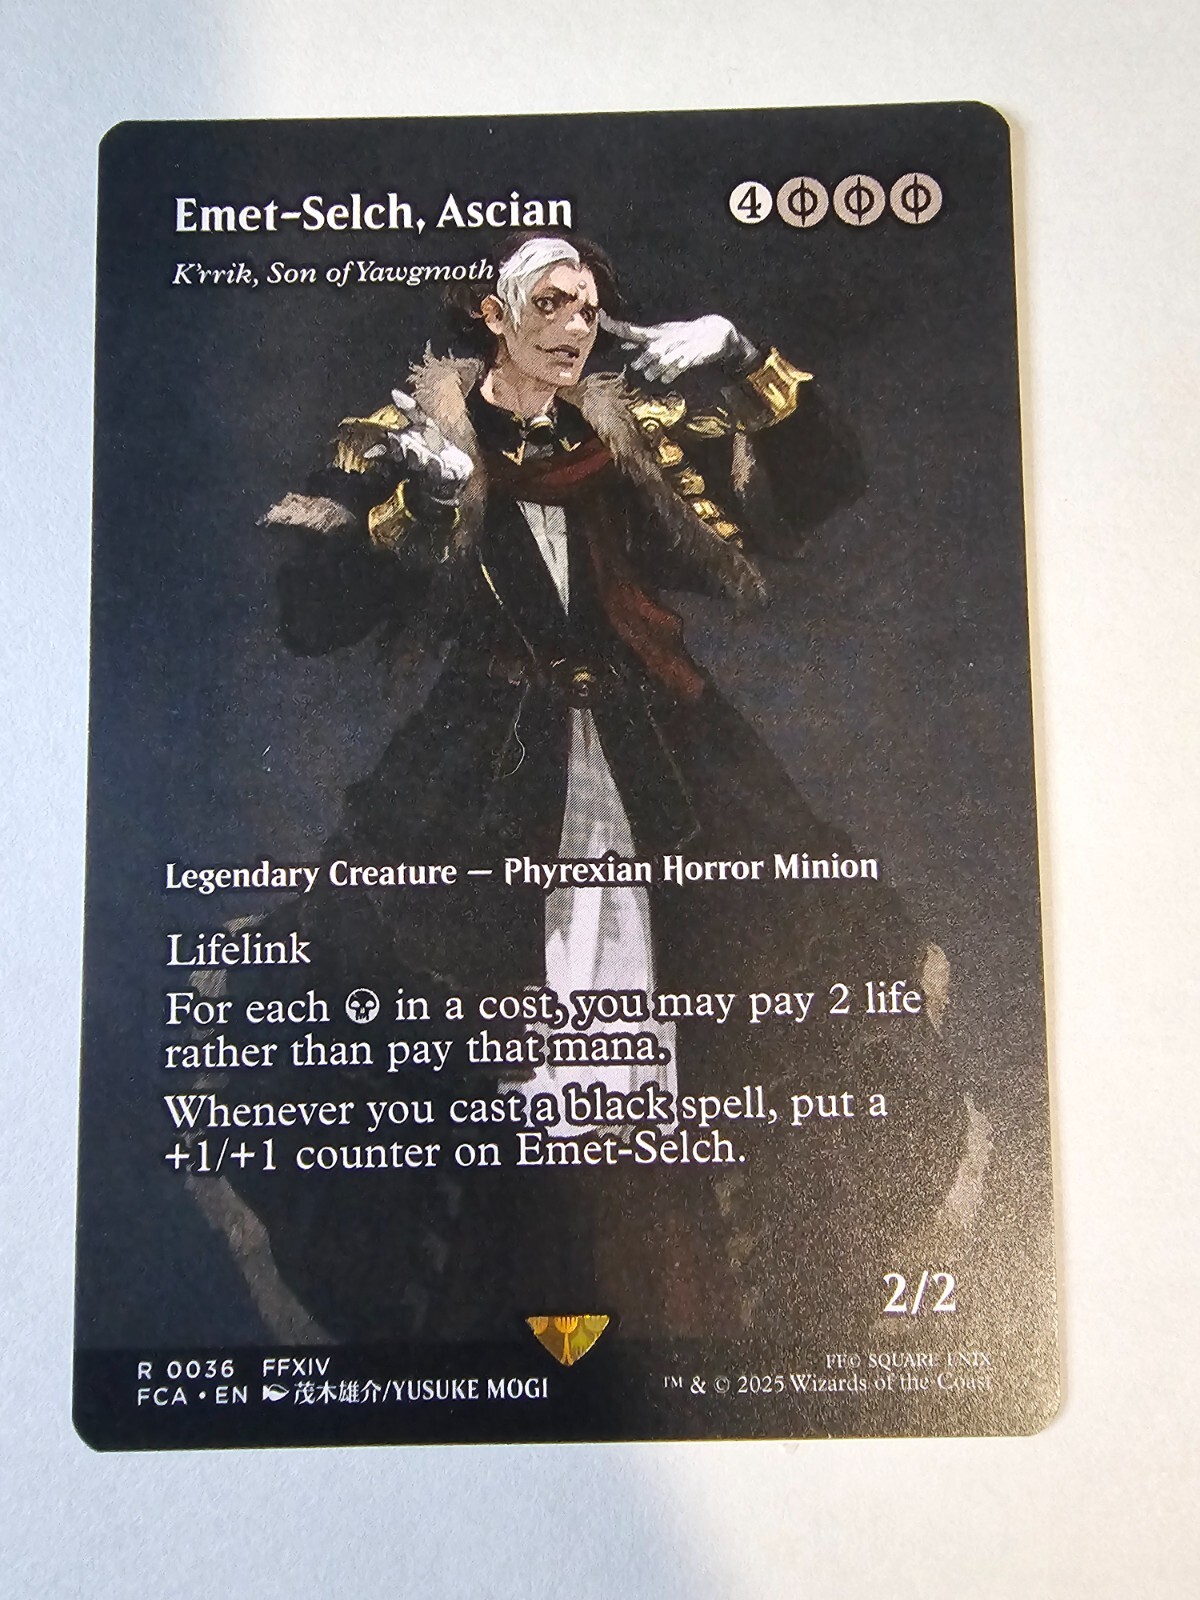 Emet-Selch, Ascian 4
K'rrik, Son of Yawgmoth
Legendary Creature — Phyrexian Horror Minion
Lifelink
For each in a cost, you may pay 2 life
rather than pay that mana.
Whenever you cast a black spell, put a
+1/+1 counter on Emet-Selch.
2/2
R 0036 FFXIV
FCA • EN 茂木雄介/YUSUKE MOGI
FF© SQUARE ENIX
™ & © 2025 Wizards of the Coast